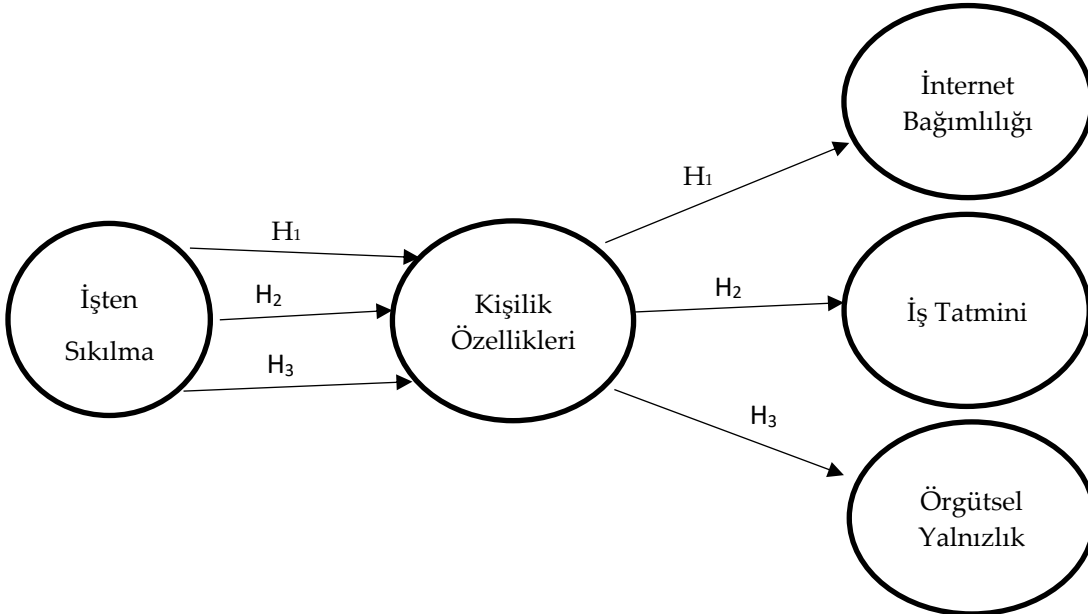 İşten
Sıkılma
H1
H2
H3
Kişilik
Özellikleri
H1
H2
H3
İnternet
Bağımlılığı
İş Tatmini
Örgütsel
Yalnızlık